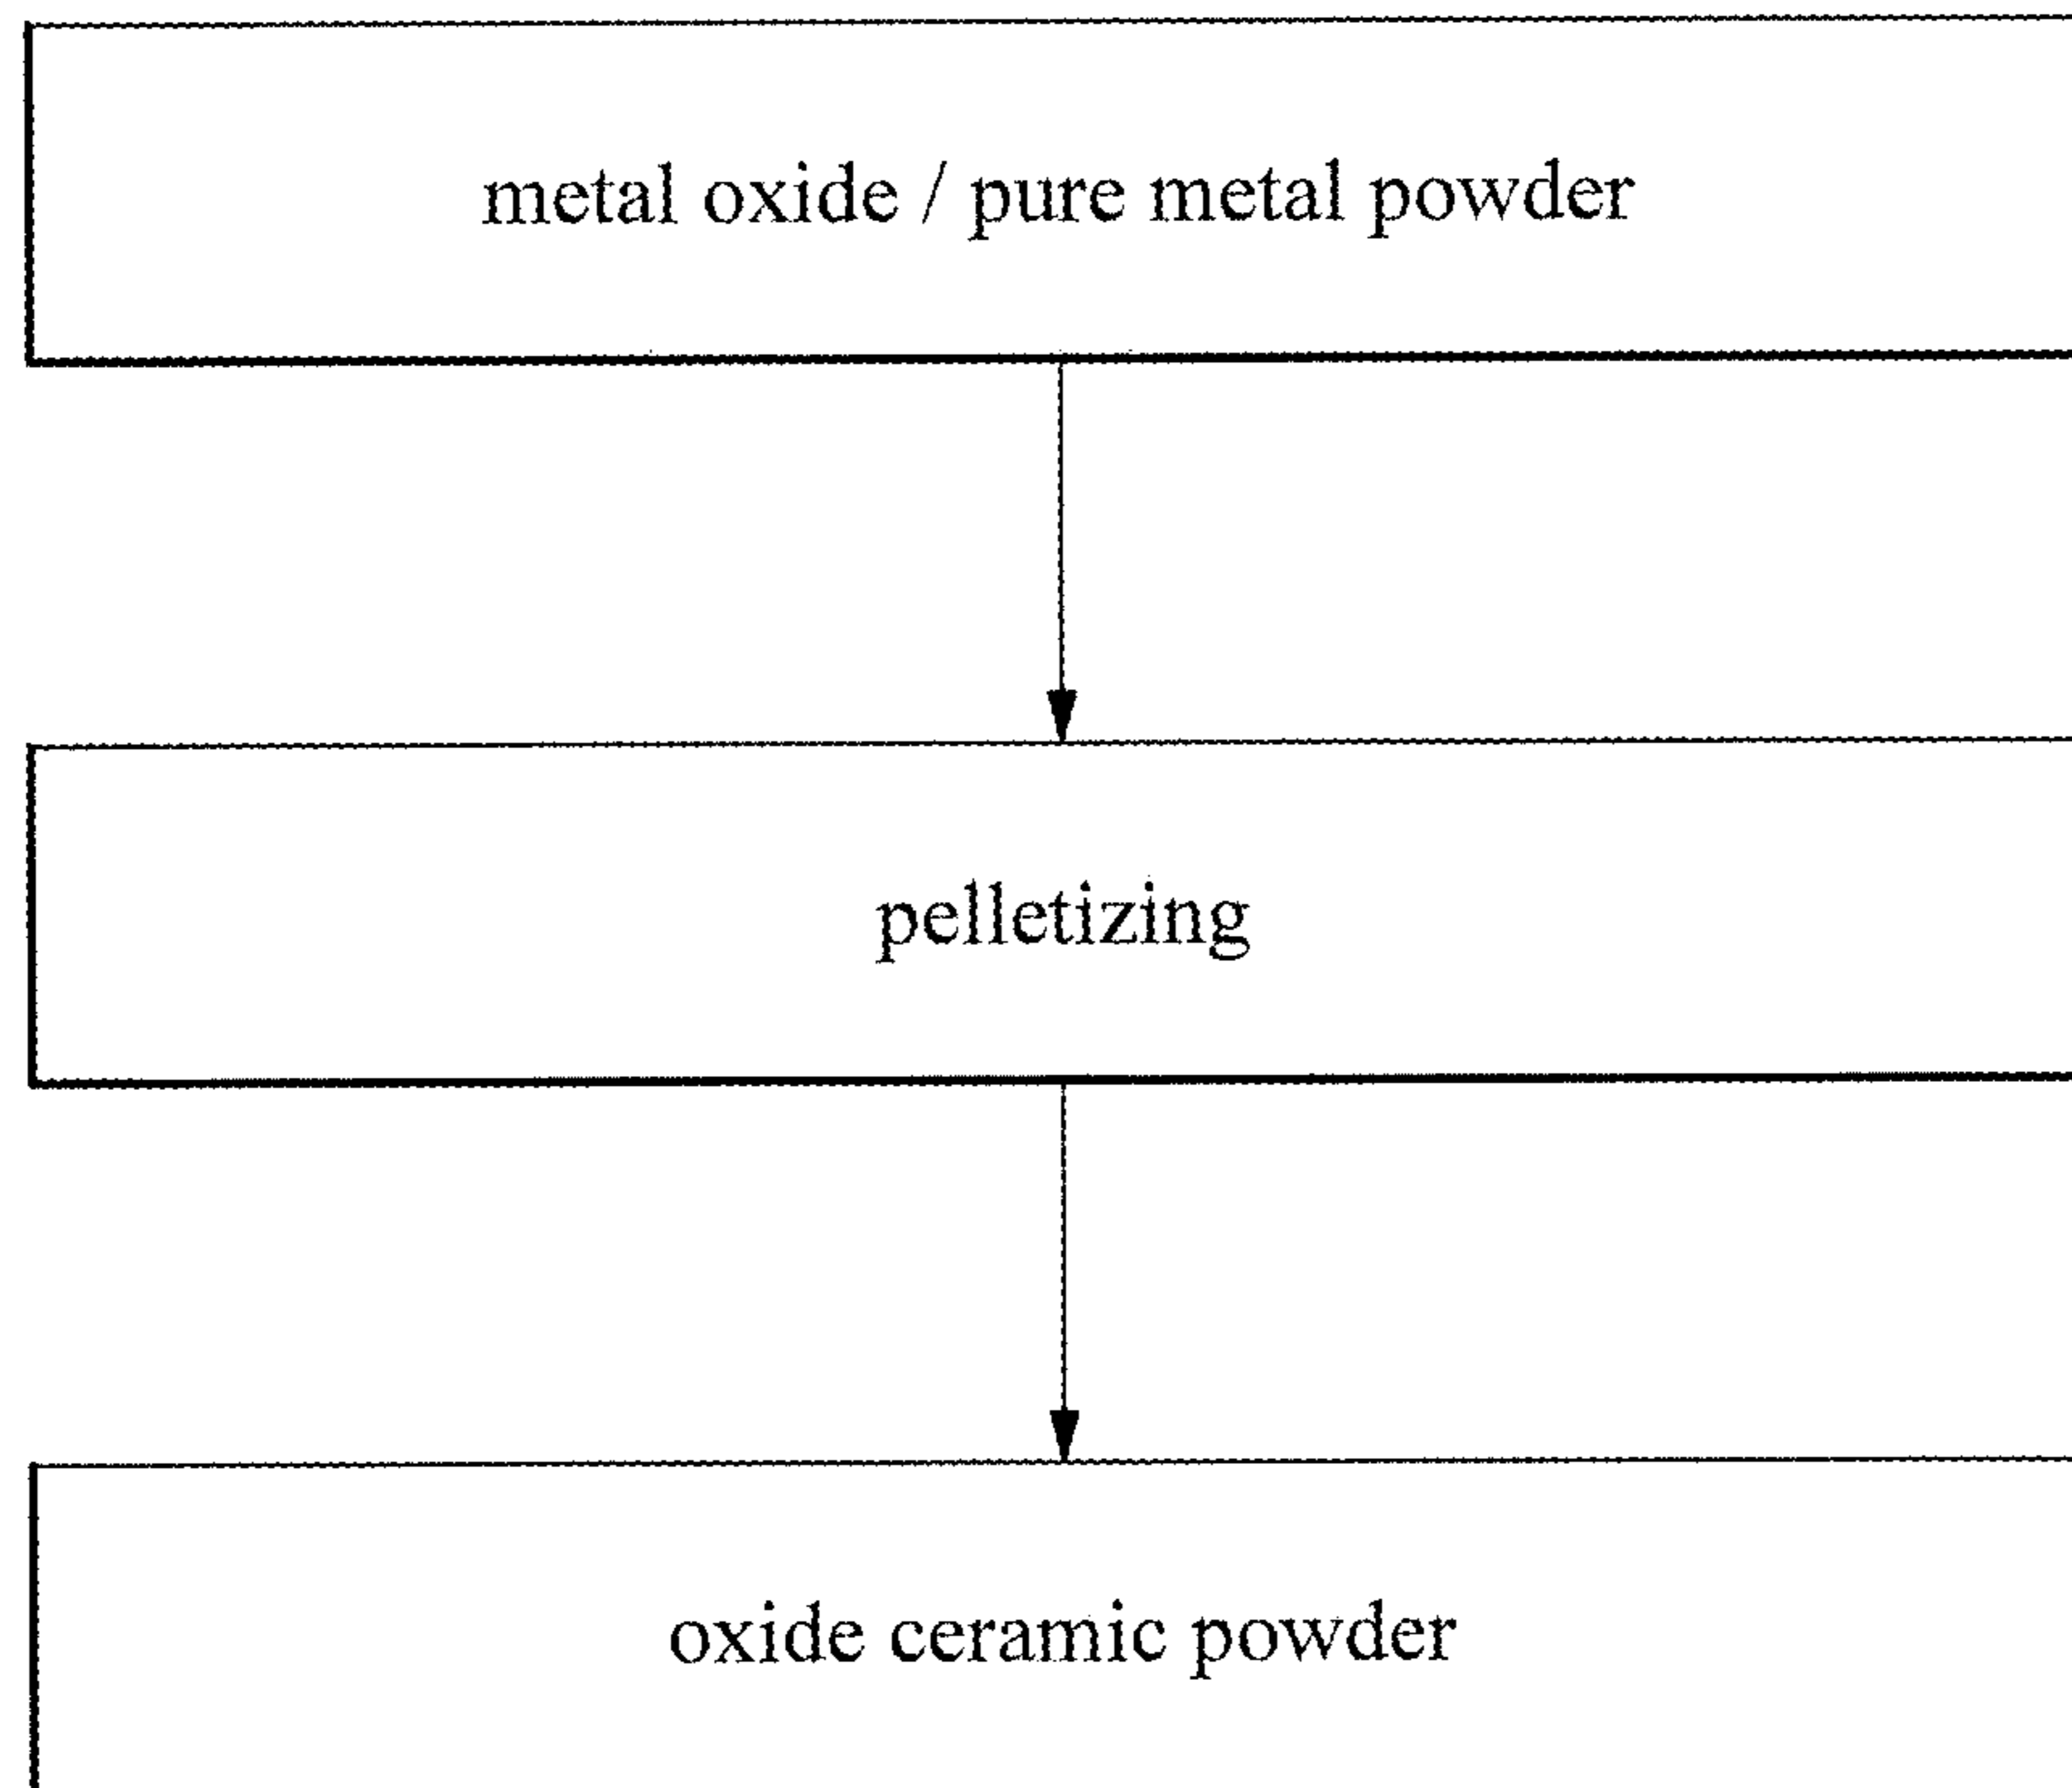 metal oxide / pure metal powder
pelletizing
oxide ceramic powder